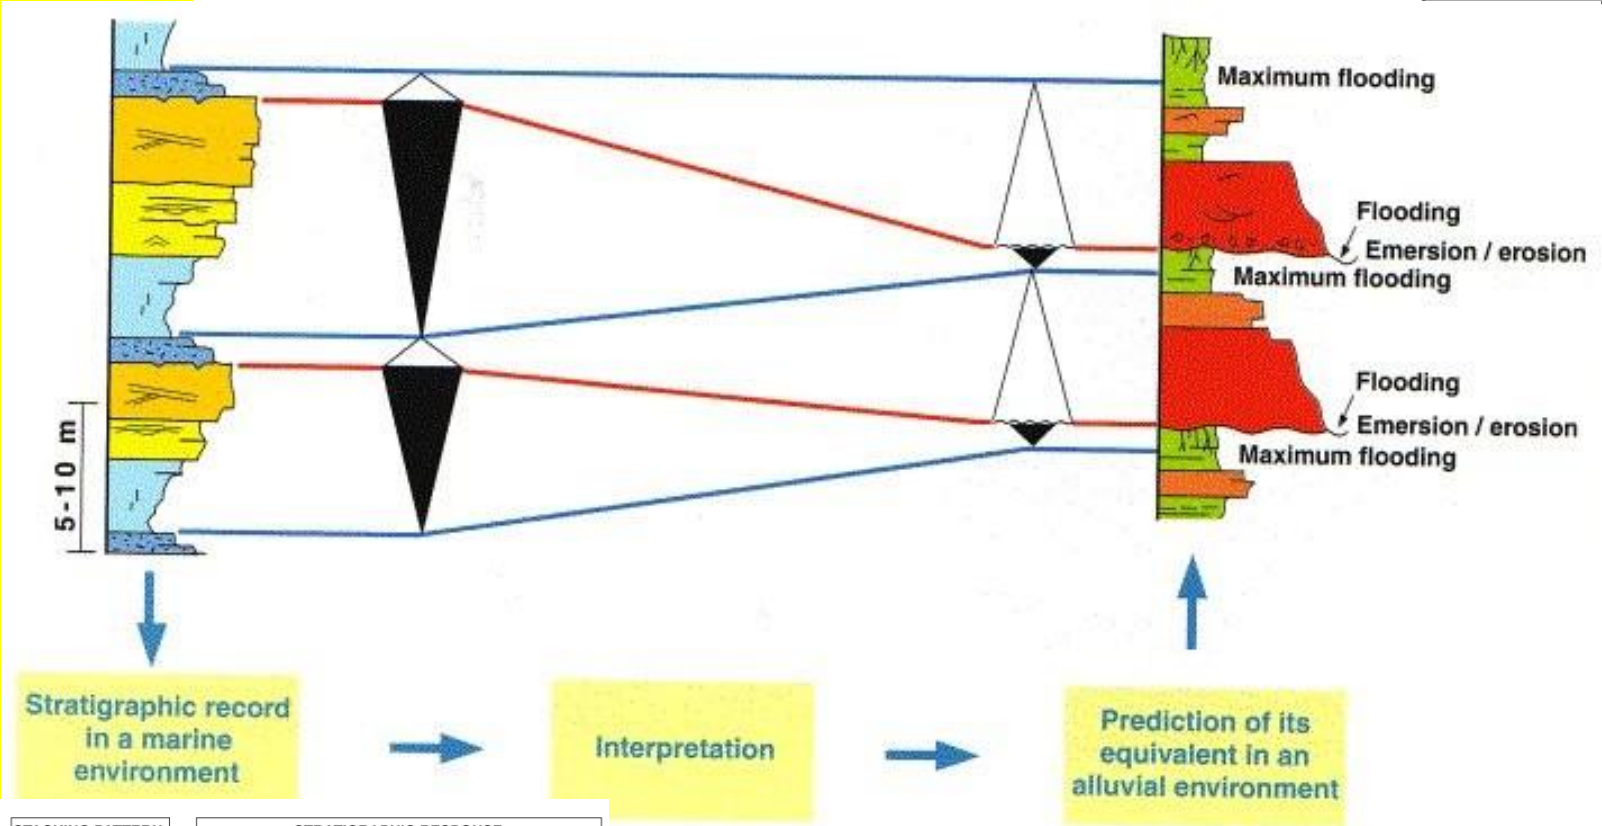 Maximum flooding
Flooding
Emersion / erosion
Maximum flooding
Flooding
Emersion / erosion
Maximum flooding
5-10 m
Stratigraphic record
in a marine
environment
Interpretation
Prediction of its
equivalent in an
alluvial environment